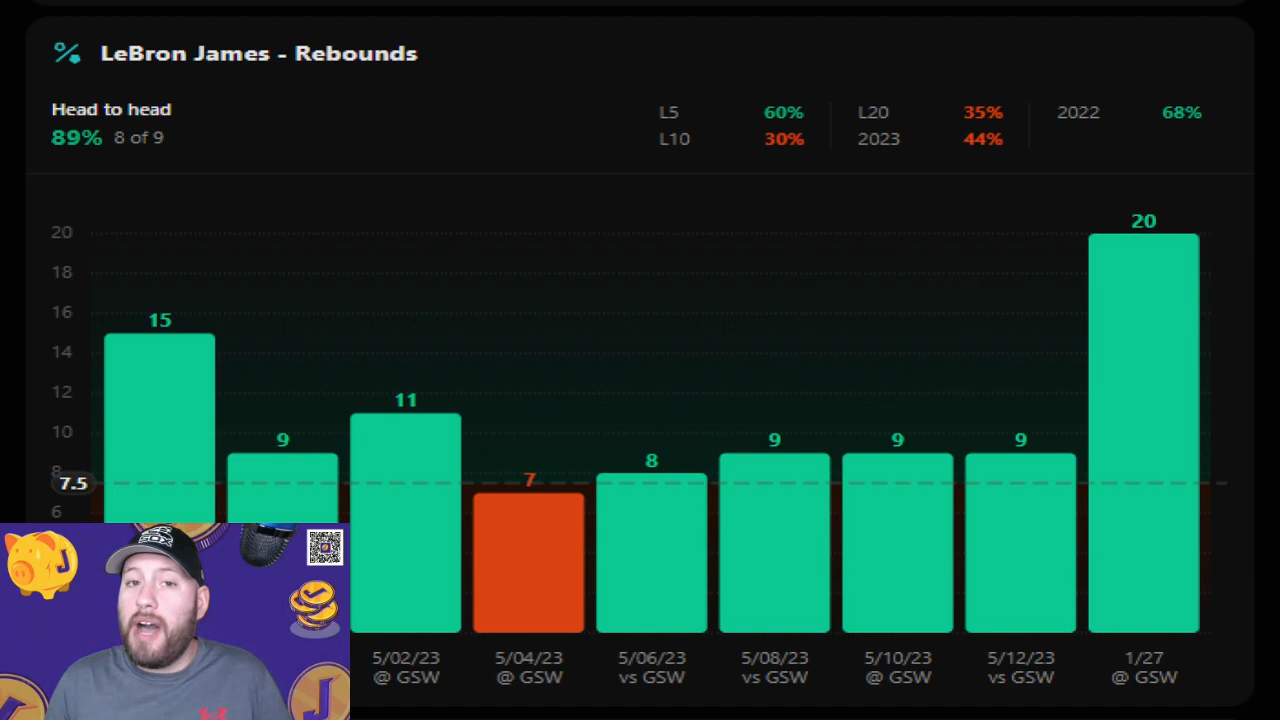 LeBron James - Rebounds
Head to head
89% 8 of 9
L5 60%
L10 30%
L20 35%
2023 44%
2022 68%
20
18
16
14
12
10
8
7.5
6
15
9
11
7
8
9
9
9
20
5/02/23
@ GSW
5/04/23
@ GSW
5/06/23
vs GSW
5/08/23
vs GSW
5/10/23
@ GSW
5/12/23
vs GSW
1/27
@ GSW
SOX
J
J